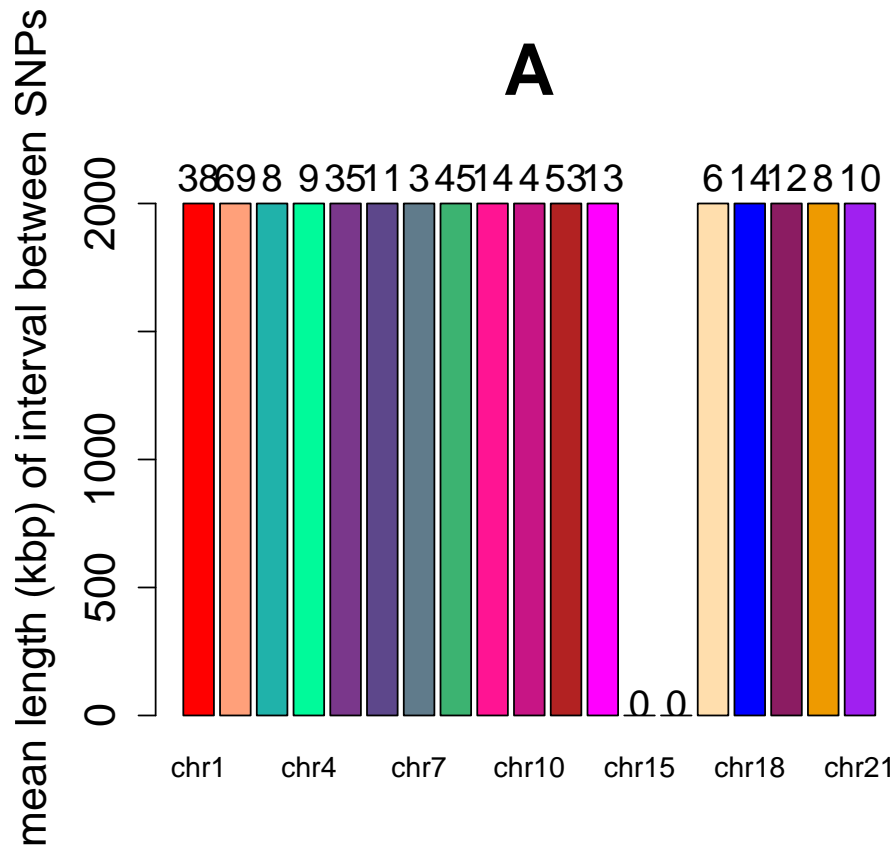 A
mean length (kbp) of interval between SNPs
38 69 8 9 35 11 3 45 14 4 53 13 0 0 6 14 12 8 10
2000
1000
500
0
chr1 chr4 chr7 chr10 chr15 chr18 chr21